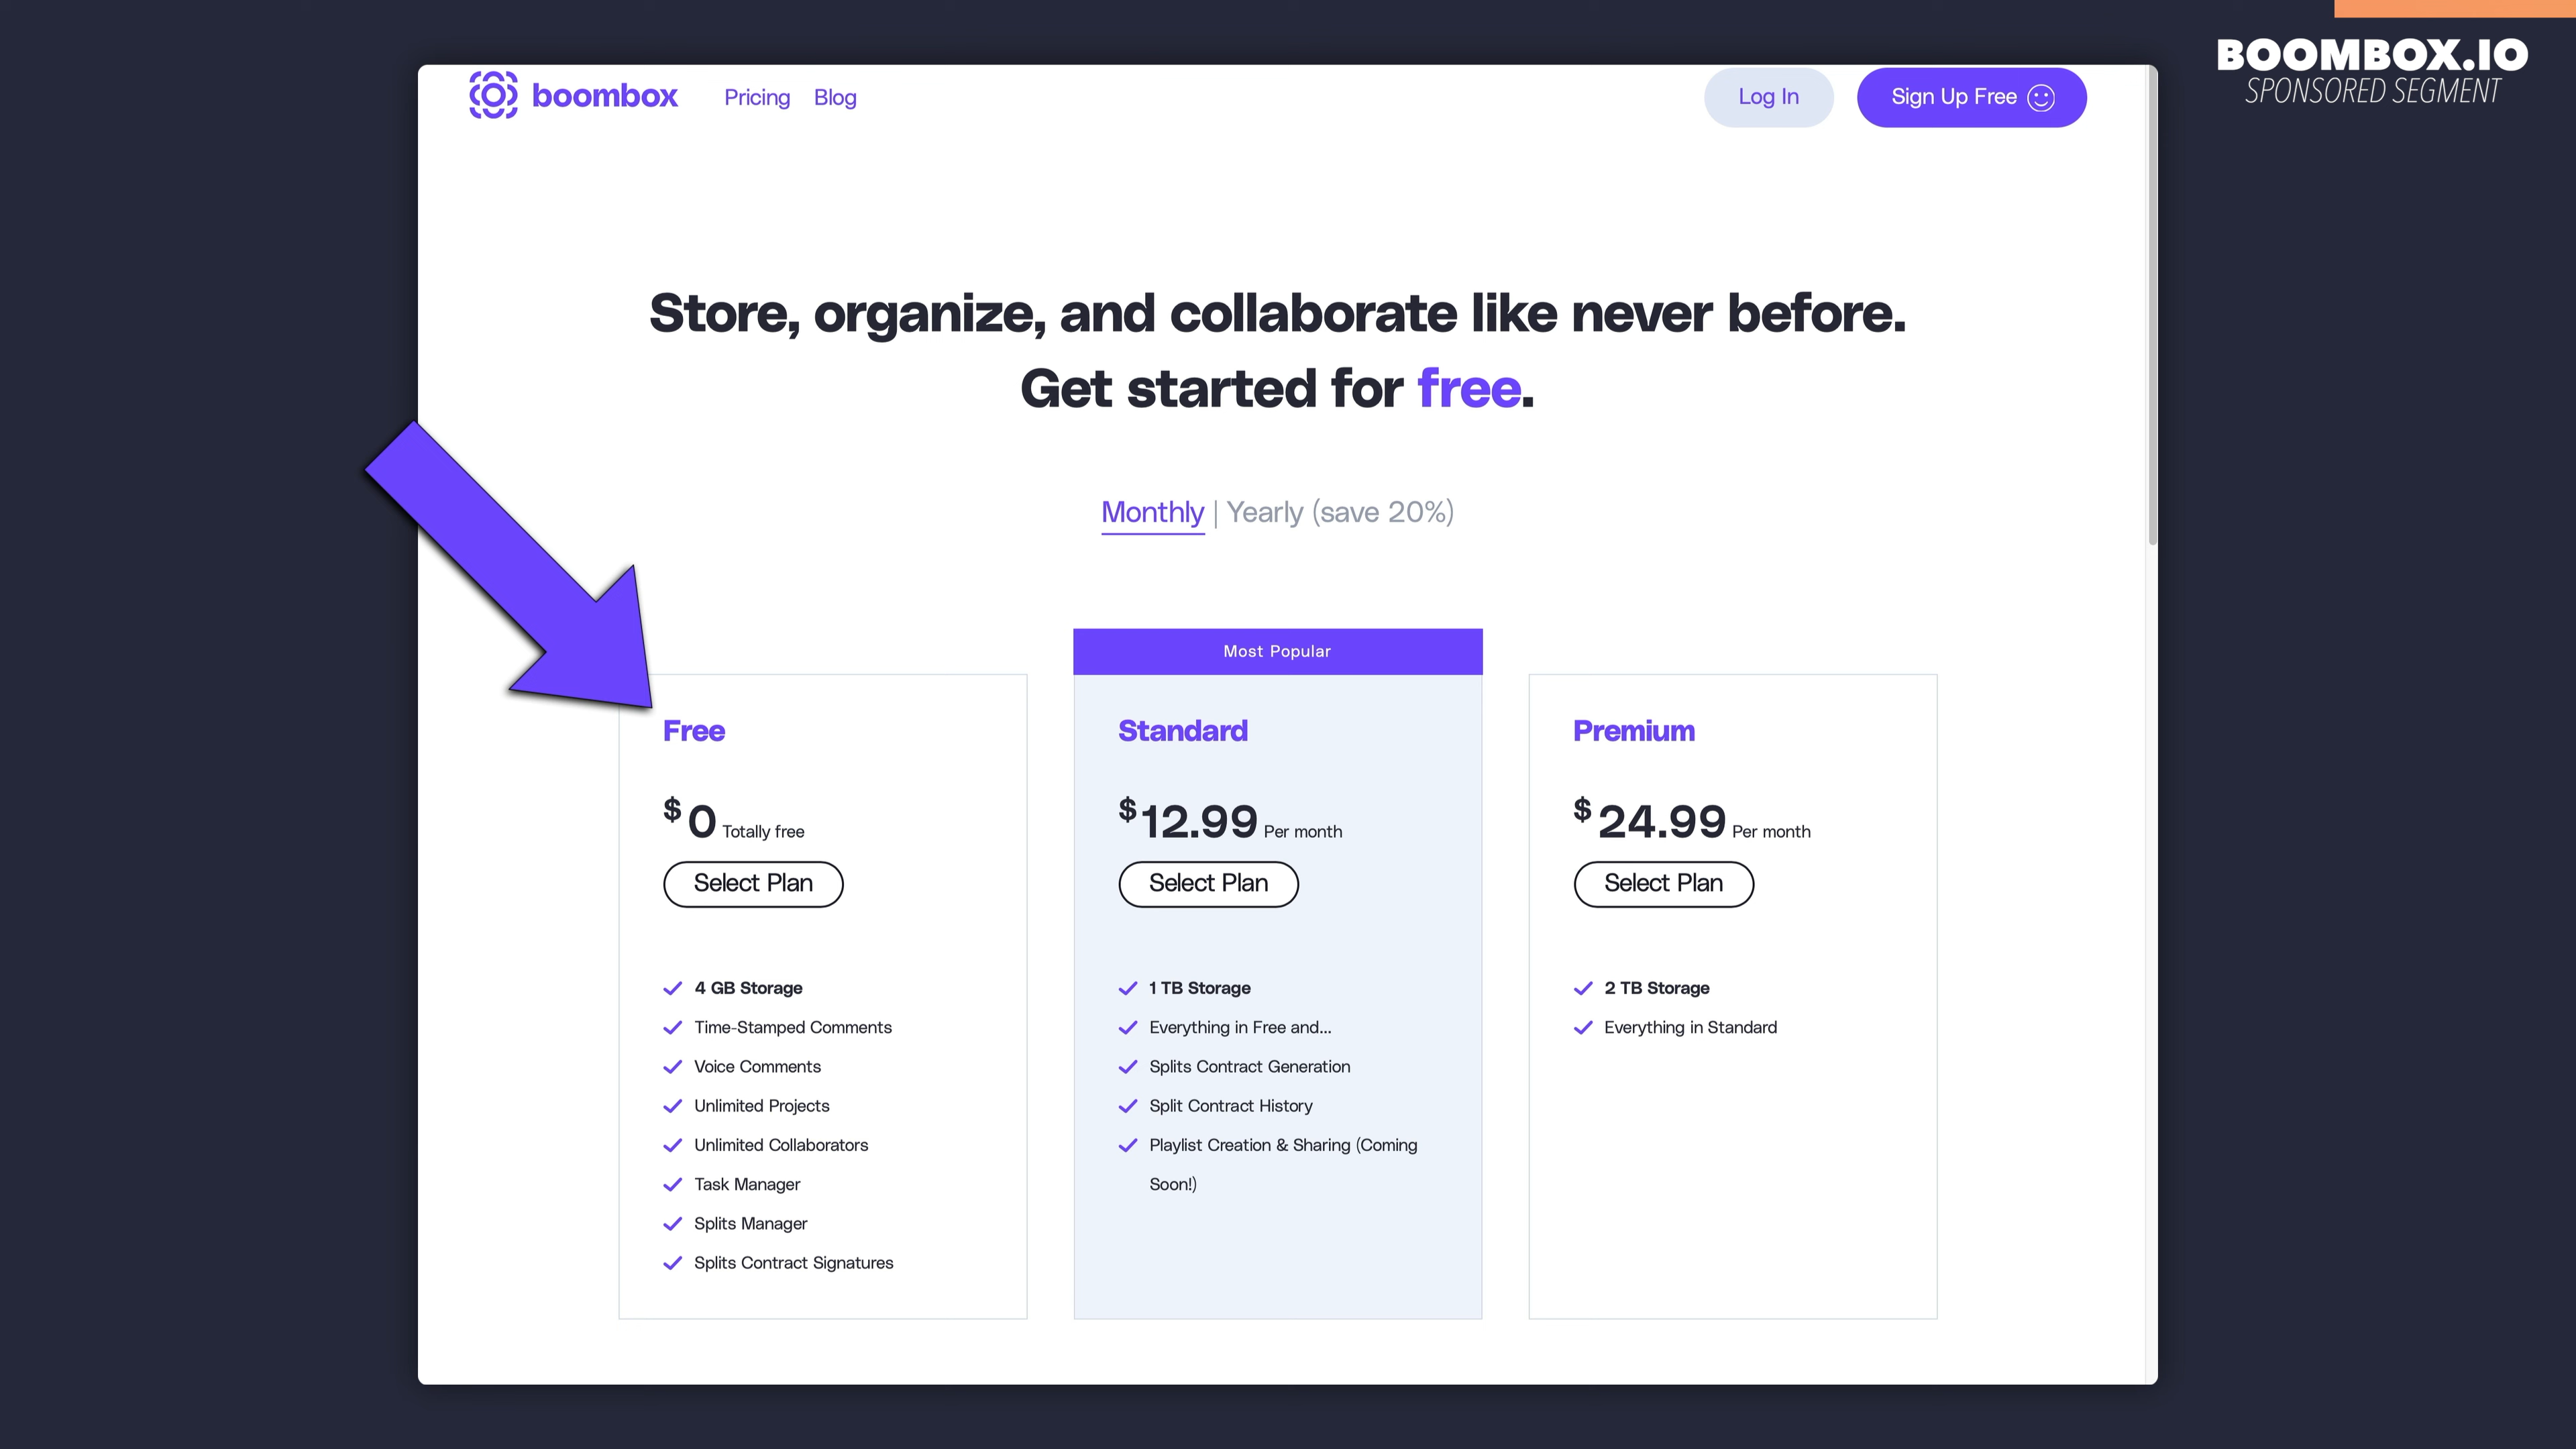 BOOMBOX.IO
SPONSORED SEGMENT
boombox
Pricing
Blog
Log In
Sign Up Free
Store, organize, and collaborate like never before.
Get started for free.
Monthly | Yearly (save 20%)
Most Popular
Free
$0 Totally free
Select Plan
4 GB Storage
Time-Stamped Comments
Voice Comments
Unlimited Projects
Unlimited Collaborators
Task Manager
Splits Manager
Splits Contract Signatures
Standard
$12.99 Per month
Select Plan
1 TB Storage
Everything in Free and...
Splits Contract Generation
Split Contract History
Playlist Creation & Sharing (Coming
Soon!)
Premium
$24.99 Per month
Select Plan
2 TB Storage
Everything in Standard